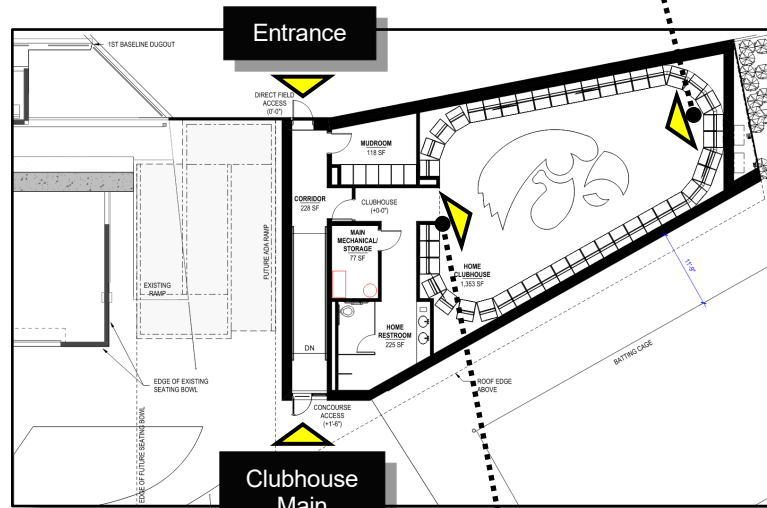 Entrance
1ST BASELINE DUGOUT
DIRECT FIELD
ACCESS
(0'-0")
MUDROOM
118 SF
CORRIDOR
228 SF
CLUBHOUSE
(+0-0")
MAIN
MECHANICAL/
STORAGE
77 SF
FUTURE ADA RAMP
EXISTING
RAMP
HOME
CLUBHOUSE
1,353 SF
11'-9"
HOME
RESTROOM
225 SF
DN
BATTING CAGE
EDGE OF EXISTING
SEATING BOWL
ROOF EDGE
ABOVE
CONCOURSE
ACCESS
(+1'-6")
EDGE OF FUTURE SEATING BOWL
Clubhouse
Main